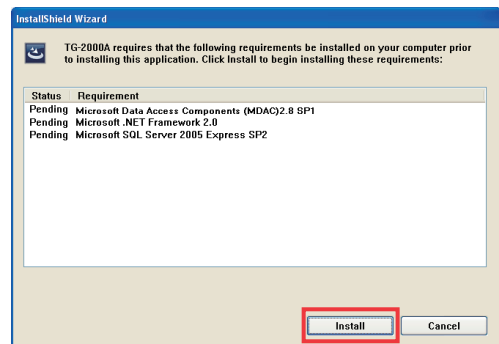 InstallShield Wizard
TG-2000A requires that the following requirements be installed on your computer prior
to installing this application. Click Install to begin installing these requirements:
Status Requirement
Pending Microsoft Data Access Components (MDAC)2.8 SP1
Pending Microsoft .NET Framework 2.0
Pending Microsoft SQL Server 2005 Express SP2
Install Cancel